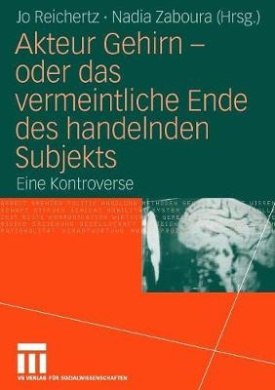 Jo Reichertz · Nadia Zaboura (Hrsg.)
Akteur Gehirn –
oder das
vermeintliche Ende
des handelnden
Subjekts
Eine Kontroverse
VS VERLAG FÜR SOZIALWISSENSCHAFTEN